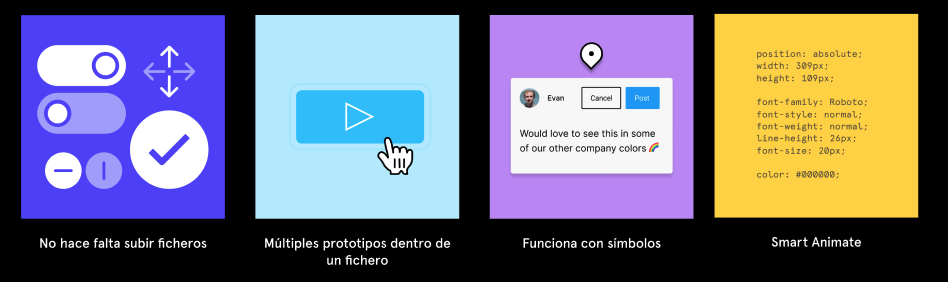 Evan
Cancel
Post
Would love to see this in some
of our other company colors 🌈
position: absolute;
width: 309px;
height: 109px;
font-family: Roboto;
font-style: normal;
font-weight: normal;
line-height: 26px;
font-size: 20px;
color: #000000;
No hace falta subir ficheros
Múltiples prototipos dentro de
un fichero
Funciona con símbolos
Smart Animate